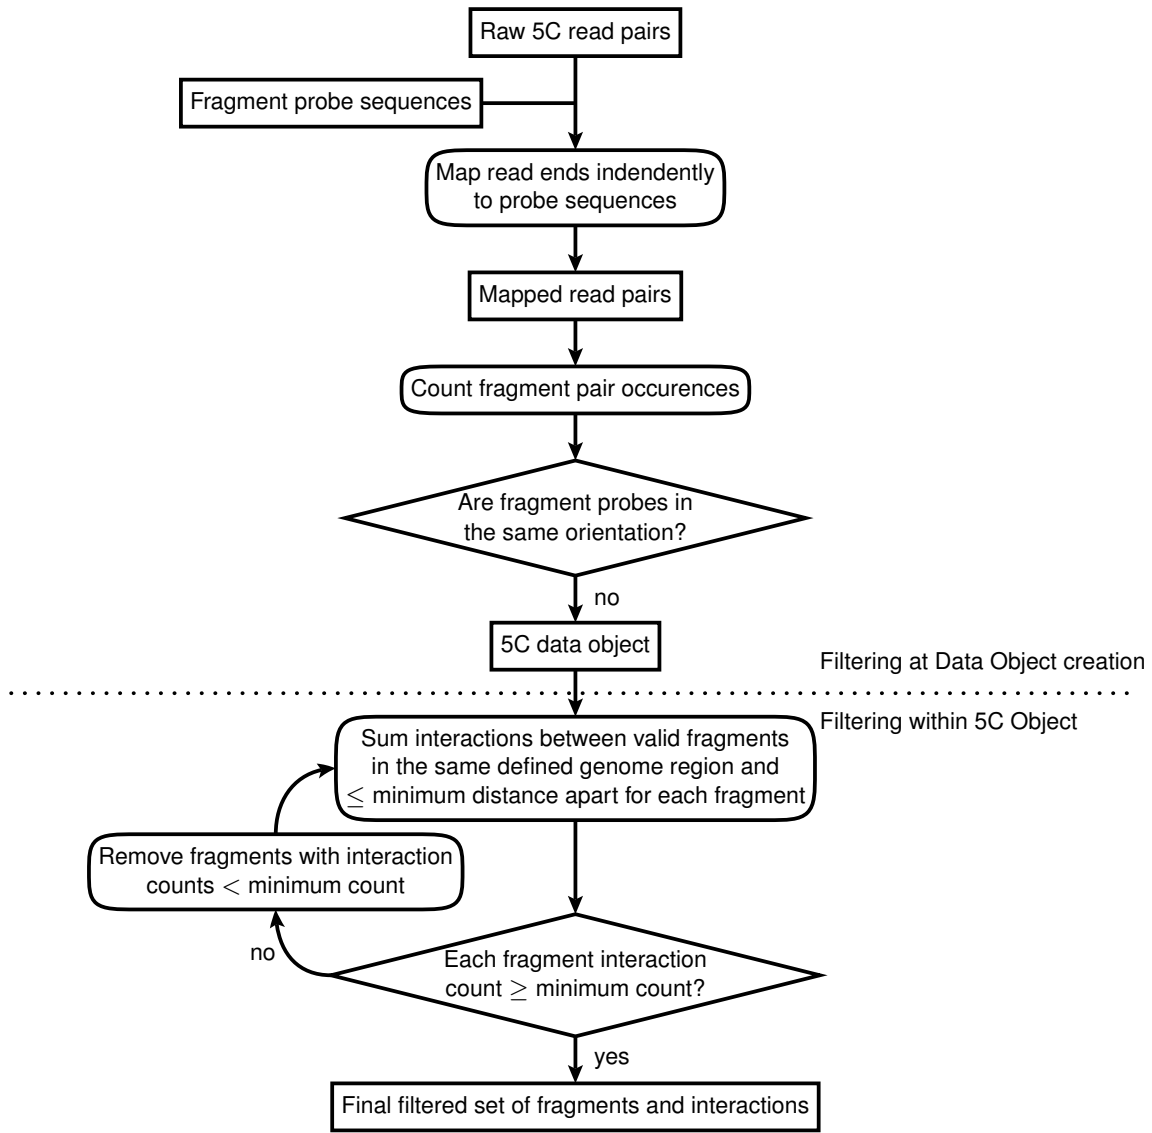 Raw 5C read pairs
Fragment probe sequences
Map read ends indendently
to probe sequences
Mapped read pairs
Count fragment pair occurences
Are fragment probes in
the same orientation?
no
5C data object
Filtering at Data Object creation
Filtering within 5C Object
Sum interactions between valid fragments
in the same defined genome region and
≤ minimum distance apart for each fragment
Remove fragments with interaction
counts < minimum count
no
Each fragment interaction
count ≥ minimum count?
yes
Final filtered set of fragments and interactions